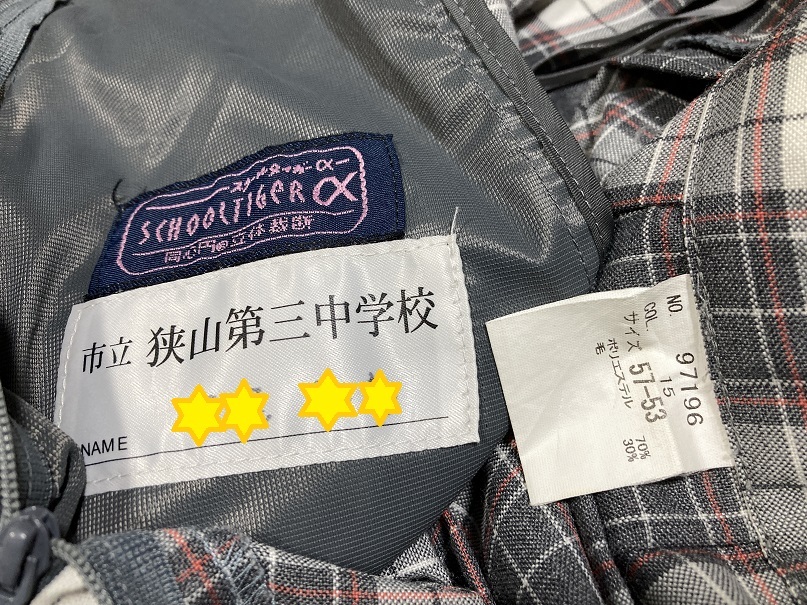 スクールタイガー α-1
SCHOOLTIGER α
同心円の立体裁断
市立 狭山第三中学校
NAME
NO. 97196
COL. 15
サイズ 57-53
ポリエステル 70%
毛 30%